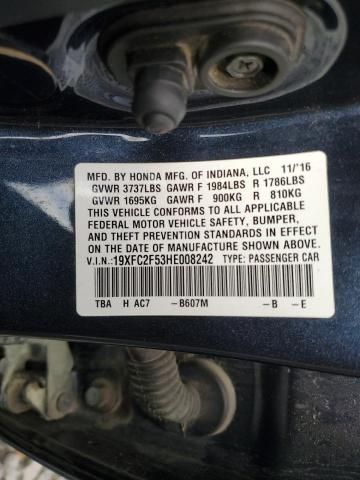 MFD. BY HONDA MFG. OF INDIANA, LLC 11/'16
GVWR 3737LBS GAWR F 1984LBS R 1786LBS
GVWR 1695KG GAWR F 900KG R 810KG
THIS VEHICLE CONFORMS TO ALL APPLICABLE
FEDERAL MOTOR VEHICLE SAFETY, BUMPER,
AND THEFT PREVENTION STANDARDS IN
EFFECT ON THE DATE OF MANUFACTURE SHOWN ABOVE.
V.I.N.: 19XFC2F53HE008242 TYPE: PASSENGER CAR
TBA H AC7 -B607M -B -E